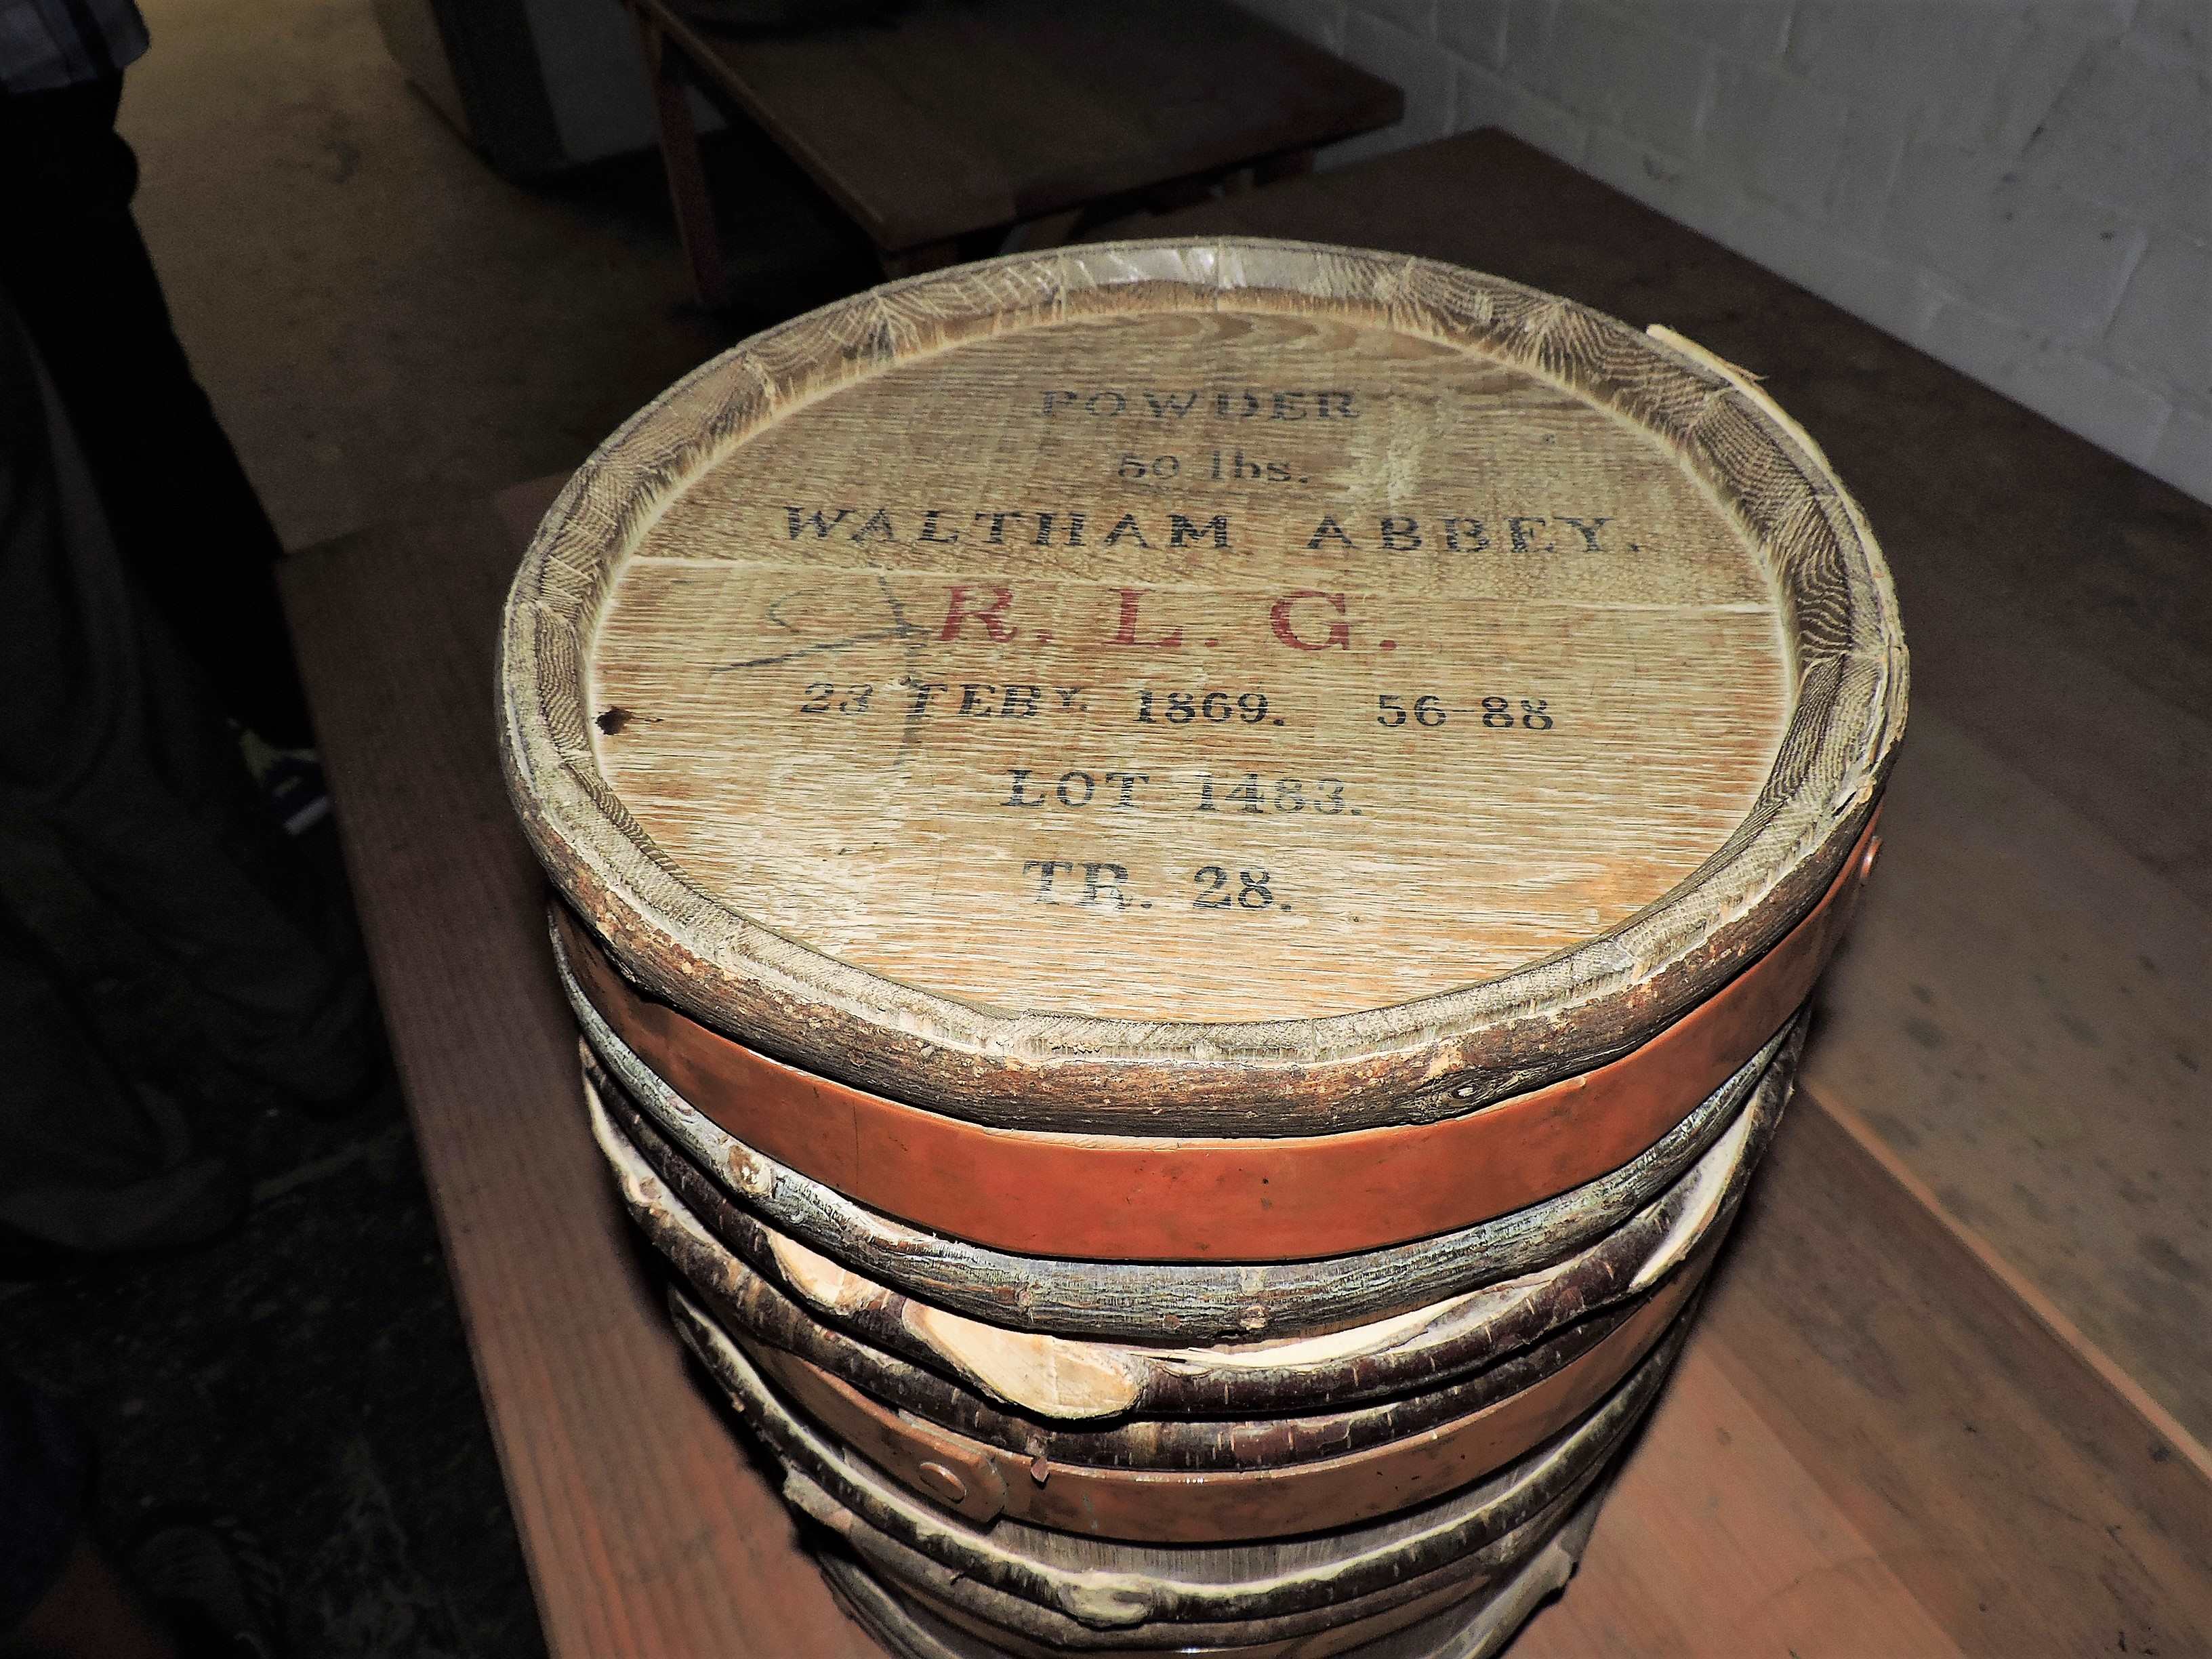 POWDER
50 lbs.
WALTHAM ABBEY.
R. L. G.
23 FEBY. 1869. 56-88
LOT 1483.
TR. 28.